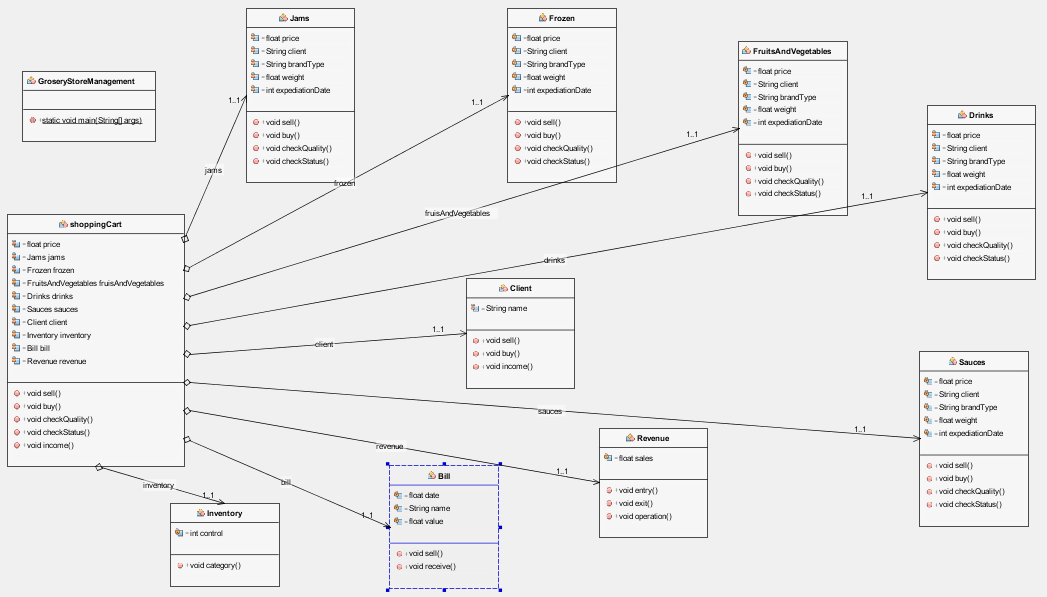 GroseryStoreManagement
static void main(String[] args)
Jams
float price
String client
String brandType
float weight
int expediationDate
void sell()
void buy()
void checkQuality()
void checkStatus()
Frozen
float price
String client
String brandType
float weight
int expediationDate
void sell()
void buy()
void checkQuality()
void checkStatus()
FruitsAndVegetables
float price
String client
String brandType
float weight
int expediationDate
void sell()
void buy()
void checkQuality()
void checkStatus()
Drinks
float price
String client
String brandType
float weight
int expediationDate
void sell()
void buy()
void checkQuality()
void checkStatus()
shoppingCart
float price
Jams jams
Frozen frozen
FruitsAndVegetables fruisAndVegetables
Drinks drinks
Sauces sauces
Client client
Inventory inventory
Bill bill
Revenue revenue
void sell()
void buy()
void checkQuality()
void checkStatus()
void income()
1..1
jams
1..1
frozen
1..1
fruisAndVegetables
1..1
drinks
1..1
client
1..1
sauces
1..1
revenue
1..1
bill
1..1
inventory
Client
String name
void sell()
void buy()
void income()
Sauces
float price
String client
String brandType
float weight
int expediationDate
void sell()
void buy()
void checkQuality()
void checkStatus()
Revenue
float sales
void entry()
void exit()
void operation()
Bill
float date
String name
float value
void sell()
void receive()
Inventory
int control
void category()